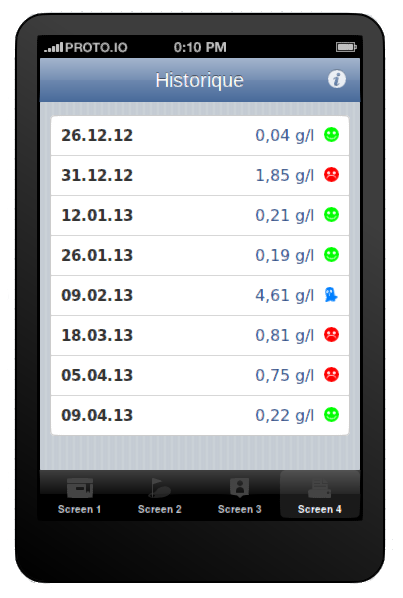 PROTO.IO 0:10 PM
Historique
26.12.12 0,04 g/l
31.12.12 1,85 g/l
12.01.13 0,21 g/l
26.01.13 0,19 g/l
09.02.13 4,61 g/l
18.03.13 0,81 g/l
05.04.13 0,75 g/l
09.04.13 0,22 g/l
Screen 1 Screen 2 Screen 3 Screen 4